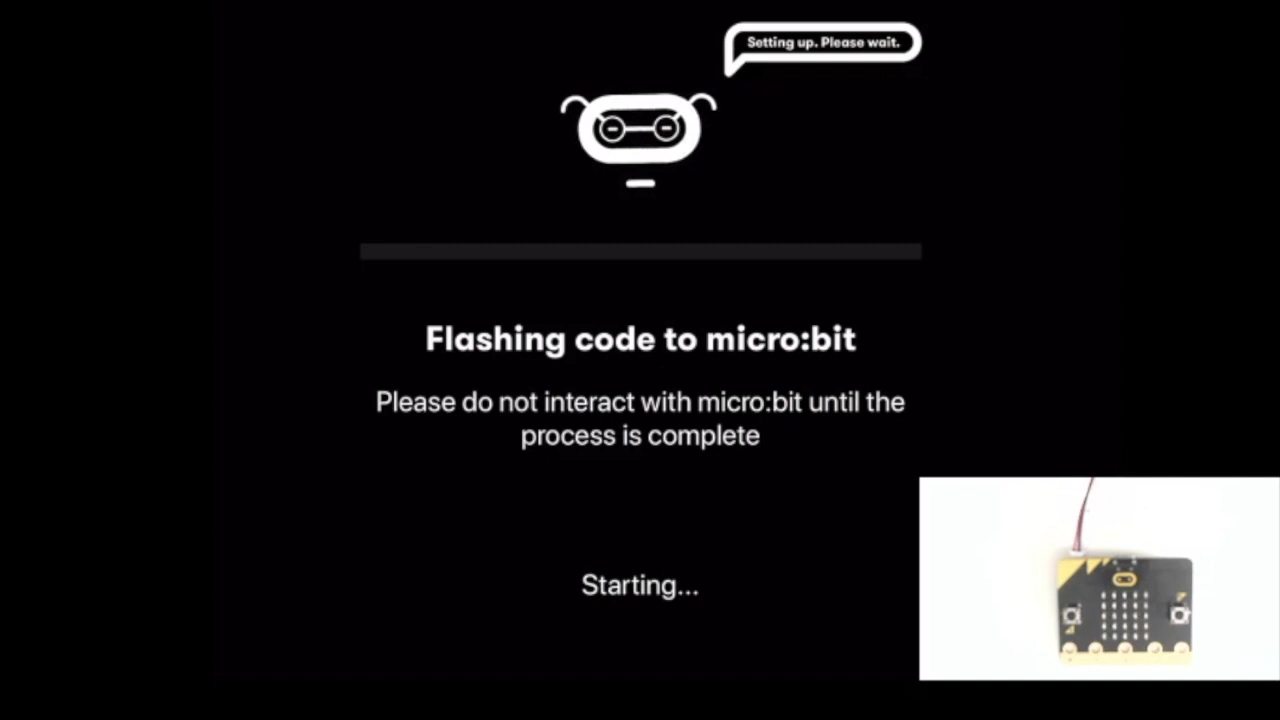 Setting up. Please wait.
Flashing code to micro:bit
Please do not interact with micro:bit until the
process is complete
Starting...